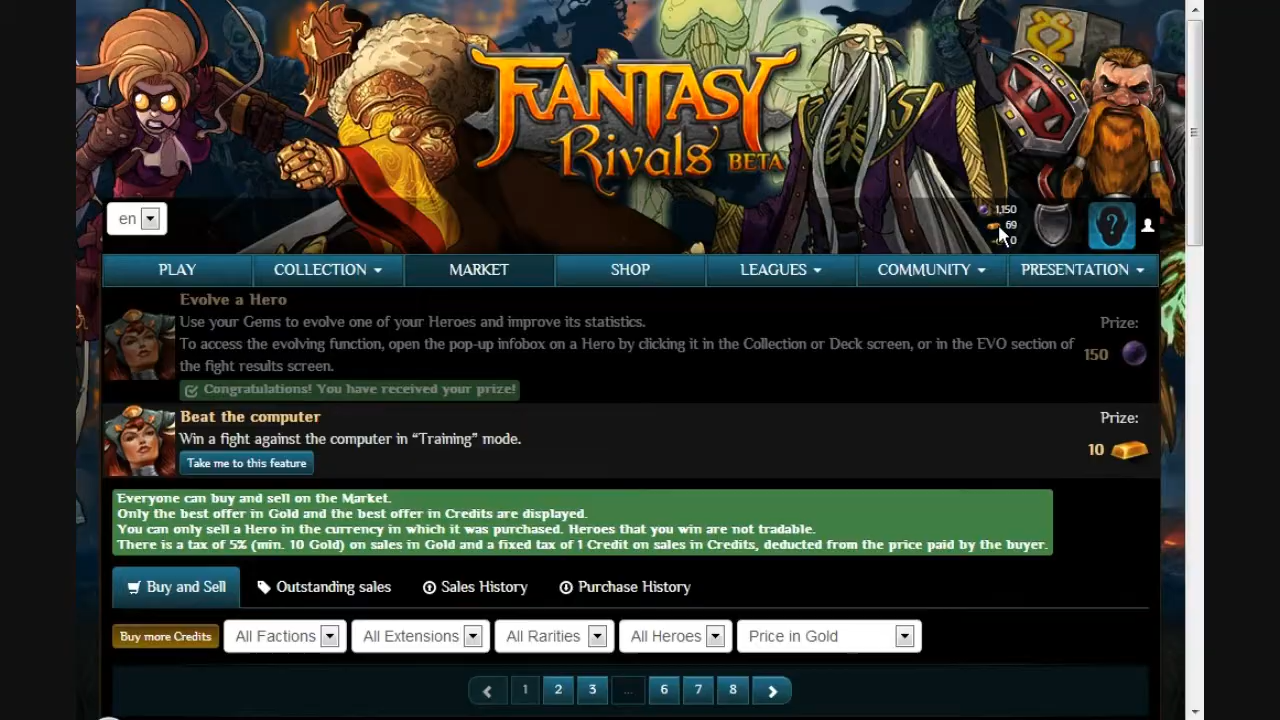 FANTASY
Rivals BETA
en
1,150
69
0
?
PLAY
COLLECTION
MARKET
SHOP
LEAGUES
COMMUNITY
PRESENTATION
Evolve a Hero
Use your Gems to evolve one of your Heroes and improve its statistics.
To access the evolving function, open the pop-up infobox on a Hero by clicking it in the Collection or Deck screen, or in the EVO section of
the fight results screen.
Congratulations! You have received your prize!
Prize:
150
Beat the computer
Win a fight against the computer in “Training” mode.
Take me to this feature
Prize:
10
Everyone can buy and sell on the Market.
Only the best offer in Gold and the best offer in Credits are displayed.
You can only sell a Hero in the currency in which it was purchased. Heroes that you win are not tradable.
There is a tax of 5% (min. 10 Gold) on sales in Gold and a fixed tax of 1 Credit on sales in Credits, deducted from the price paid by the buyer.
Buy and Sell
Outstanding sales
Sales History
Purchase History
Buy more Credits
All Factions
All Extensions
All Rarities
All Heroes
Price in Gold
1 2 3 ... 6 7 8